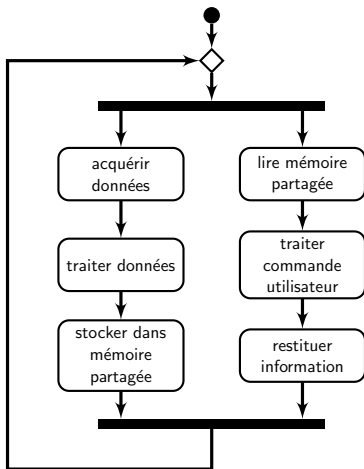 acquérir
données
traiter données
stocker dans
mémoire
partagée
lire mémoire
partagée
traiter
commande
utilisateur
restituer
information